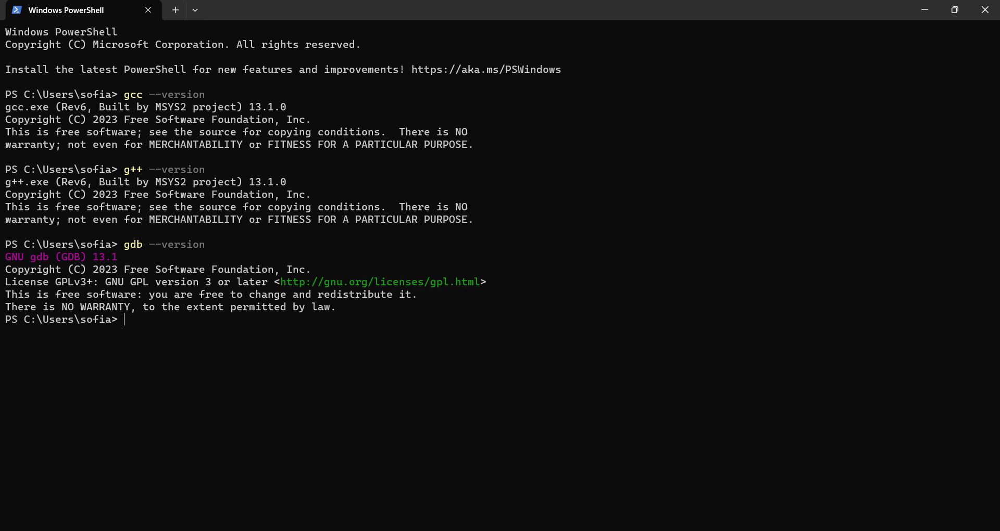 Windows PowerShell
Windows PowerShell
Copyright (C) Microsoft Corporation. All rights reserved.
Install the latest PowerShell for new features and improvements! https://aka.ms/PSWindows
PS C:\Users\sofia> gcc --version
gcc.exe (Rev6, Built by MSYS2 project) 13.1.0
Copyright (C) 2023 Free Software Foundation, Inc.
This is free software; see the source for copying conditions.  There is NO
warranty; not even for MERCHANTABILITY or FITNESS FOR A PARTICULAR PURPOSE.
PS C:\Users\sofia> g++ --version
g++.exe (Rev6, Built by MSYS2 project) 13.1.0
Copyright (C) 2023 Free Software Foundation, Inc.
This is free software; see the source for copying conditions.  There is NO
warranty; not even for MERCHANTABILITY or FITNESS FOR A PARTICULAR PURPOSE.
PS C:\Users\sofia> gdb --version
GNU gdb (GDB) 13.1
Copyright (C) 2023 Free Software Foundation, Inc.
License GPLv3+: GNU GPL version 3 or later <http://gnu.org/licenses/gpl.html>
This is free software: you are free to change and redistribute it.
There is NO WARRANTY, to the extent permitted by law.
PS C:\Users\sofia>